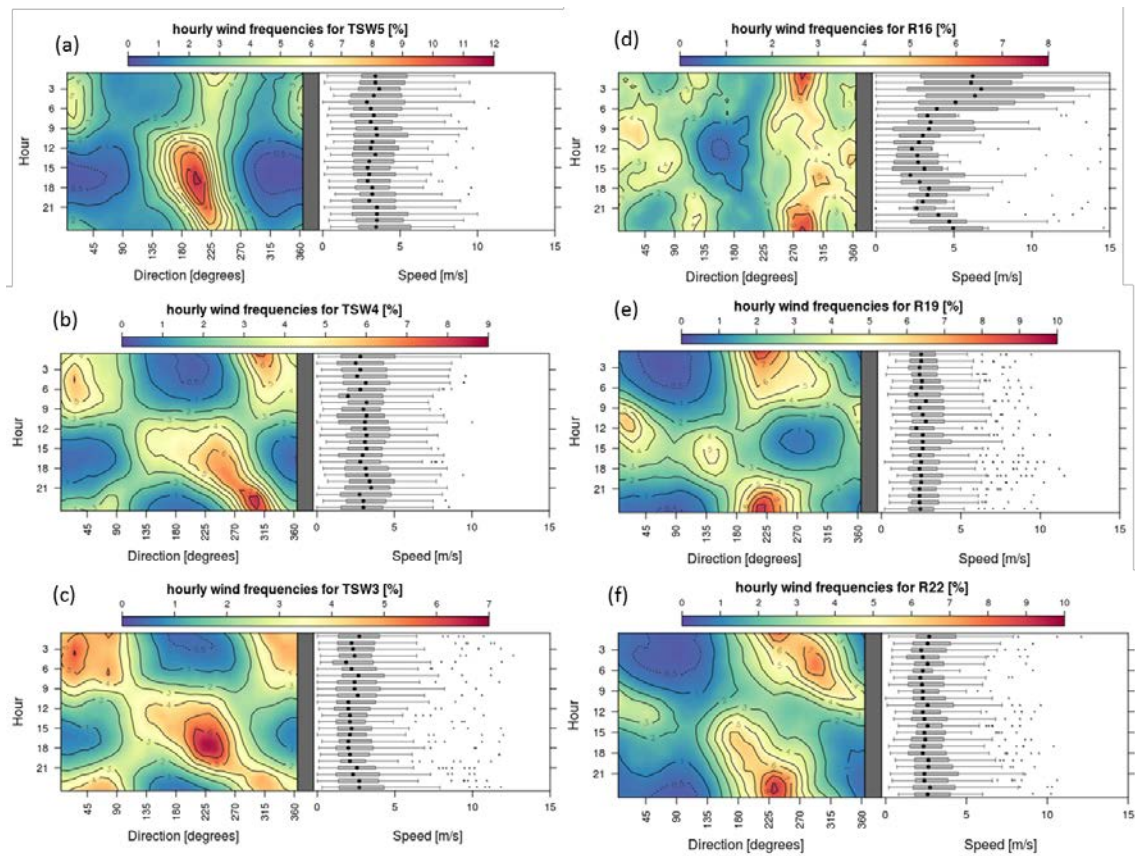 (a)
hourly wind frequencies for TSW5 [%]
0 1 2 3 4 5 6 7 8 9 10 11 12
Hour
3
6
9
12
15
18
21
45 90 135 180 225 270 315 360
Direction [degrees]
0 5 10 15
Speed [m/s]
(d)
hourly wind frequencies for R16 [%]
0 1 2 3 4 5 6 7 8
Hour
3
6
9
12
15
18
21
45 90 135 180 225 270 315 360
Direction [degrees]
0 5 10 15
Speed [m/s]
(b)
hourly wind frequencies for TSW4 [%]
0 1 2 3 4 5 6 7 8 9
Hour
3
6
9
12
15
18
21
45 90 135 180 225 270 315 360
Direction [degrees]
0 5 10 15
Speed [m/s]
(e)
hourly wind frequencies for R19 [%]
0 1 2 3 4 5 6 7 8 9 10
Hour
3
6
9
12
15
18
21
45 90 135 180 225 270 315 360
Direction [degrees]
0 5 10 15
Speed [m/s]
(c)
hourly wind frequencies for TSW3 [%]
0 1 2 3 4 5 6 7
Hour
3
6
9
12
15
18
21
45 90 135 180 225 270 315 360
Direction [degrees]
0 5 10 15
Speed [m/s]
(f)
hourly wind frequencies for R22 [%]
0 1 2 3 4 5 6 7 8 9 10
Hour
3
6
9
12
15
18
21
45 90 135 180 225 270 315 360
Direction [degrees]
0 5 10 15
Speed [m/s]